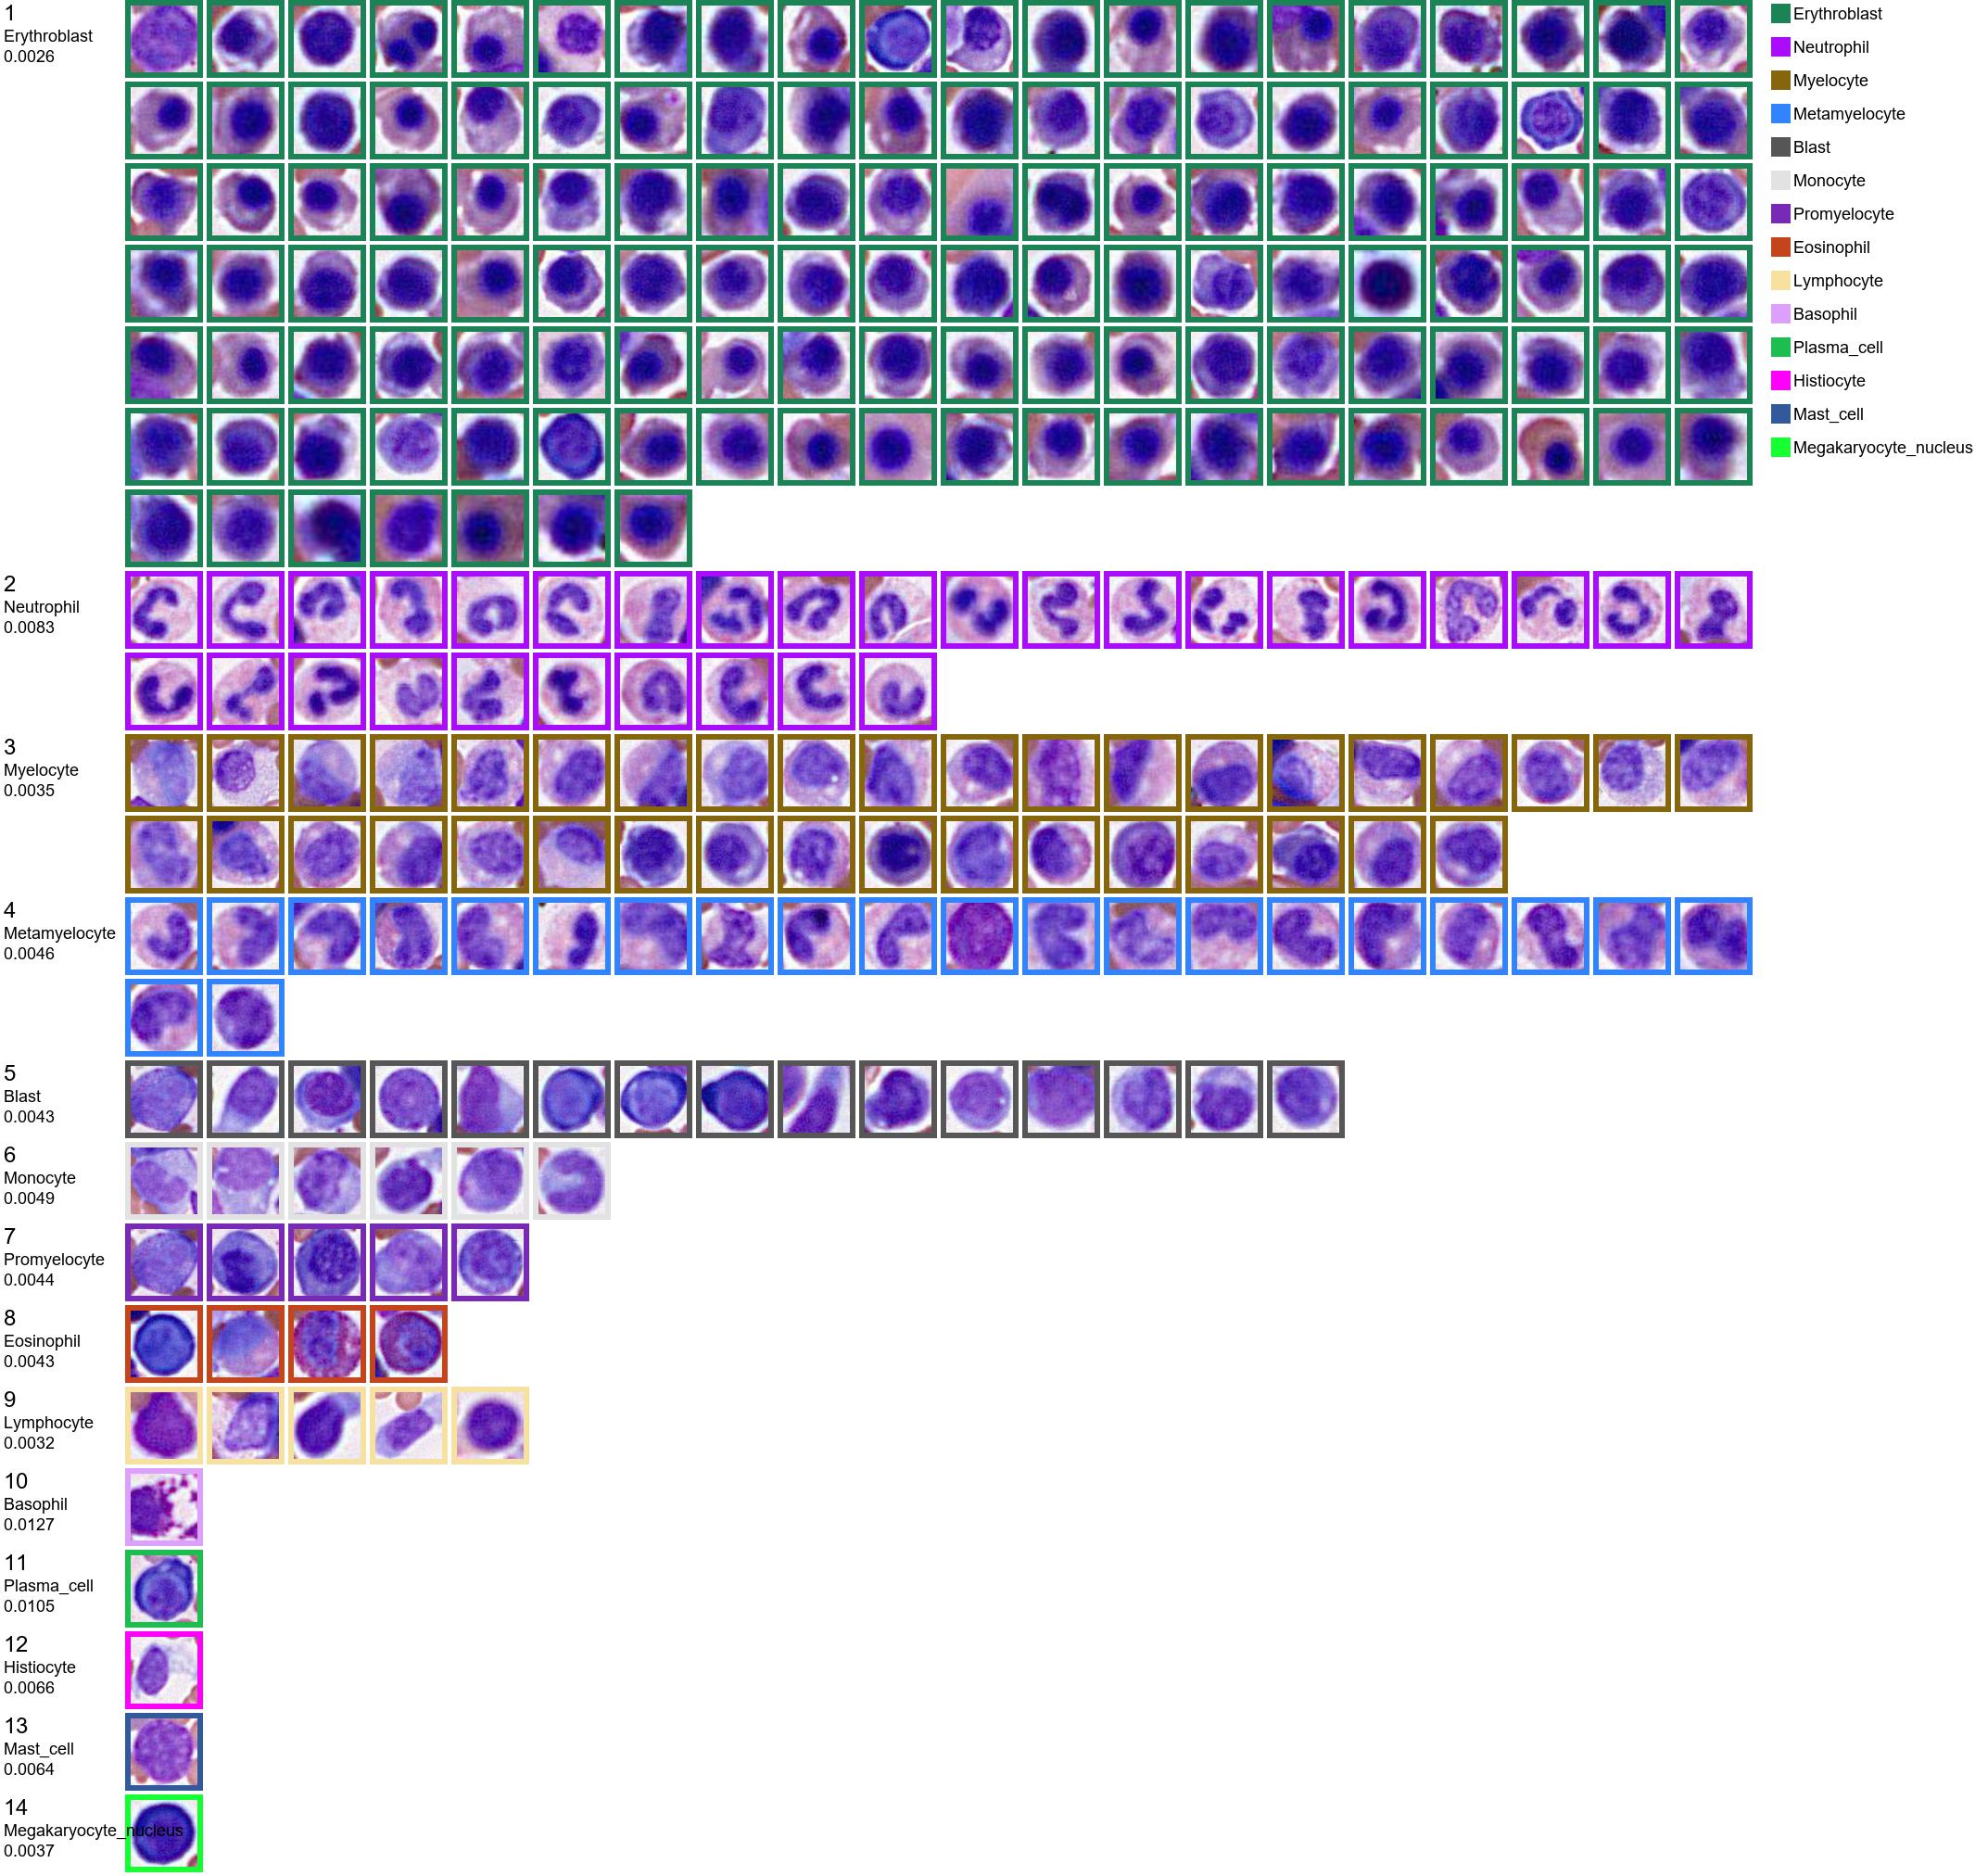 1
Erythroblast
0.0026
2
Neutrophil
0.0083
3
Myelocyte
0.0035
4
Metamyelocyte
0.0046
5
Blast
0.0043
6
Monocyte
0.0049
7
Promyelocyte
0.0044
8
Eosinophil
0.0043
9
Lymphocyte
0.0032
10
Basophil
0.0127
11
Plasma_cell
0.0105
12
Histiocyte
0.0066
13
Mast_cell
0.0064
14
Megakaryocyte_nucleus
0.0037
Erythroblast
Neutrophil
Myelocyte
Metamyelocyte
Blast
Monocyte
Promyelocyte
Eosinophil
Lymphocyte
Basophil
Plasma_cell
Histiocyte
Mast_cell
Megakaryocyte_nucleus